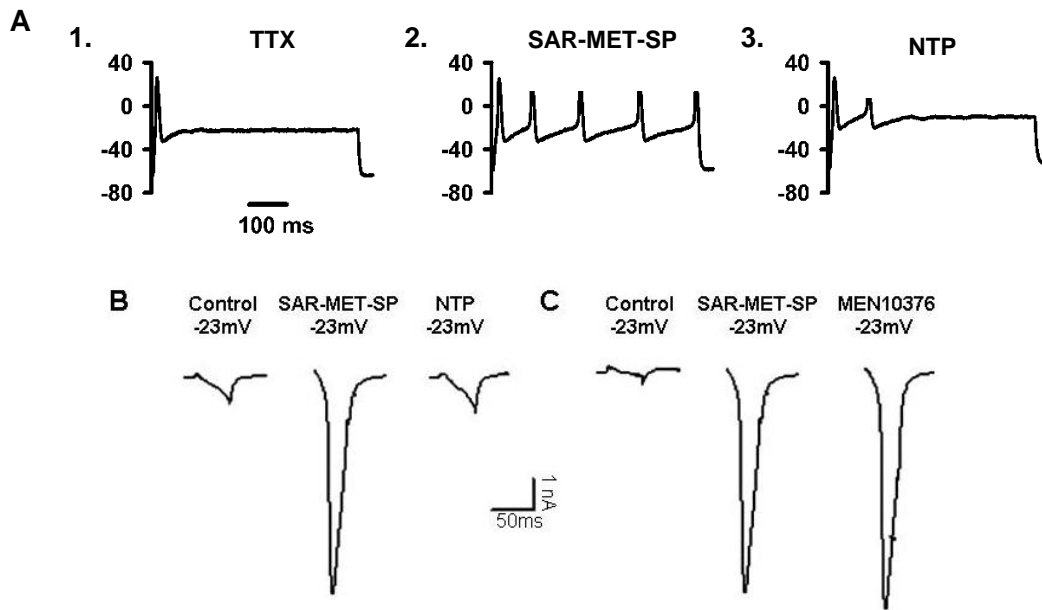 A
1.
TTX
2.
SAR-MET-SP
3.
NTP
40
0
-40
-80
100 ms
40
0
-40
-80
40
0
-40
-80
B
Control
-23mV
SAR-MET-SP
-23mV
NTP
-23mV
C
Control
-23mV
SAR-MET-SP
-23mV
MEN10376
-23mV
1 nA
50ms